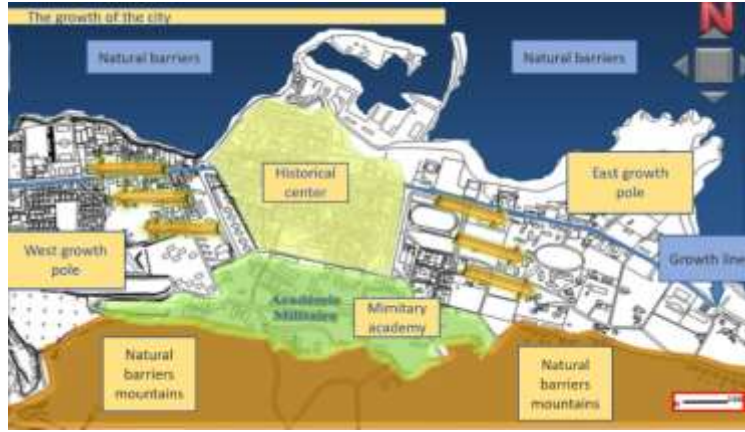 The growth of the city
N
Natural barriers
Natural barriers
Historical
center
East growth
pole
West growth
pole
Growth line
Académie
Militaire
Mimitary
academy
Natural
barriers
mountains
Natural
barriers
mountains